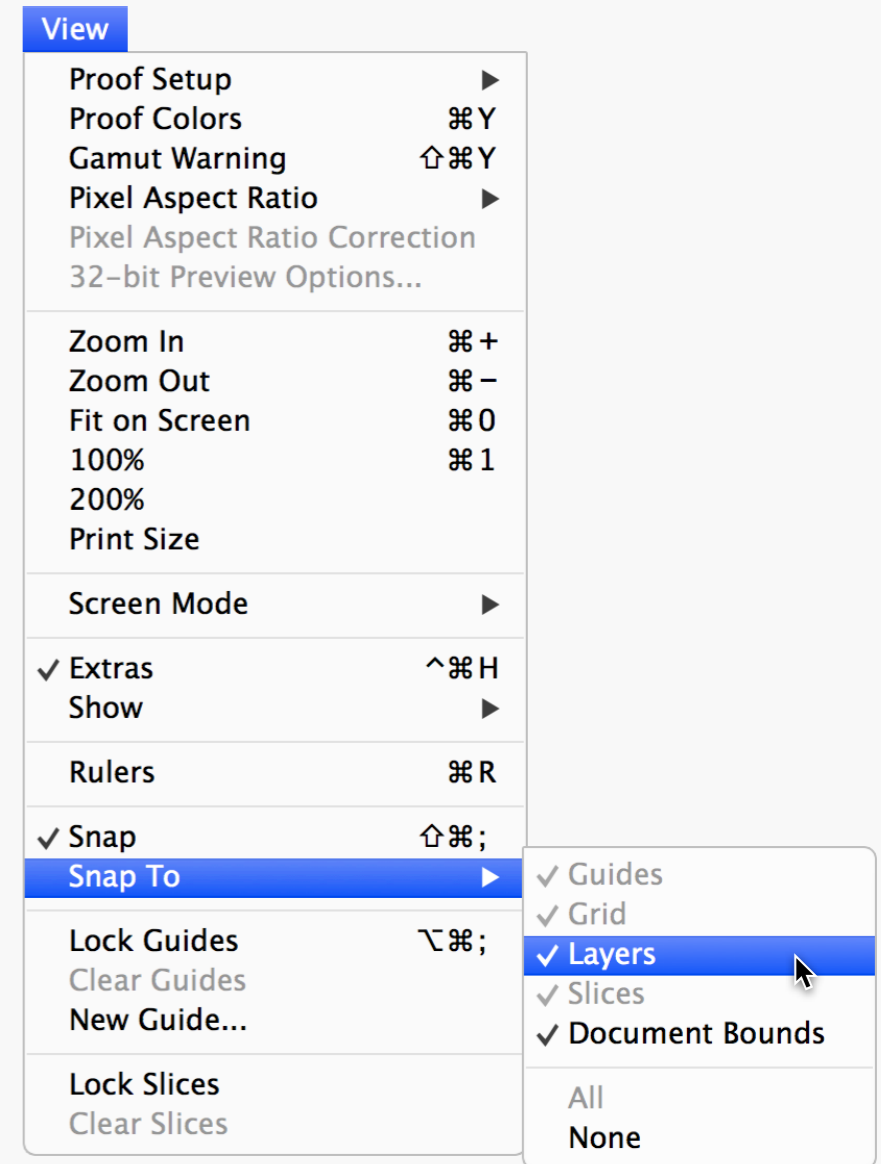 View
Proof Setup ▶
Proof Colors ⌘Y
Gamut Warning ⇧⌘Y
Pixel Aspect Ratio ▶
Pixel Aspect Ratio Correction
32-bit Preview Options...
Zoom In ⌘+
Zoom Out ⌘−
Fit on Screen ⌘0
100% ⌘1
200%
Print Size
Screen Mode ▶
✓ Extras ^⌘H
Show ▶
Rulers ⌘R
✓ Snap ⇧⌘;
Snap To ▶
Lock Guides ⌥⌘;
Clear Guides
New Guide...
Lock Slices
Clear Slices
✓ Guides
✓ Grid
✓ Layers
✓ Slices
✓ Document Bounds
All
None